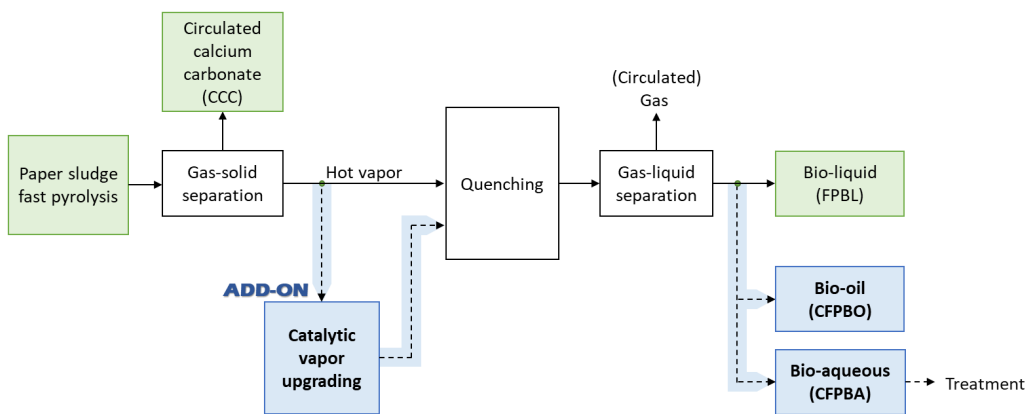 Circulated
calcium
carbonate
(CCC)
(Circulated)
Gas
Paper sludge
fast pyrolysis
Gas-solid
separation
Hot vapor
Quenching
Gas-liquid
separation
Bio-liquid
(FPBL)
ADD-ON
Catalytic
vapor
upgrading
Bio-oil
(CFPBO)
Bio-aqueous
(CFPBA)
Treatment